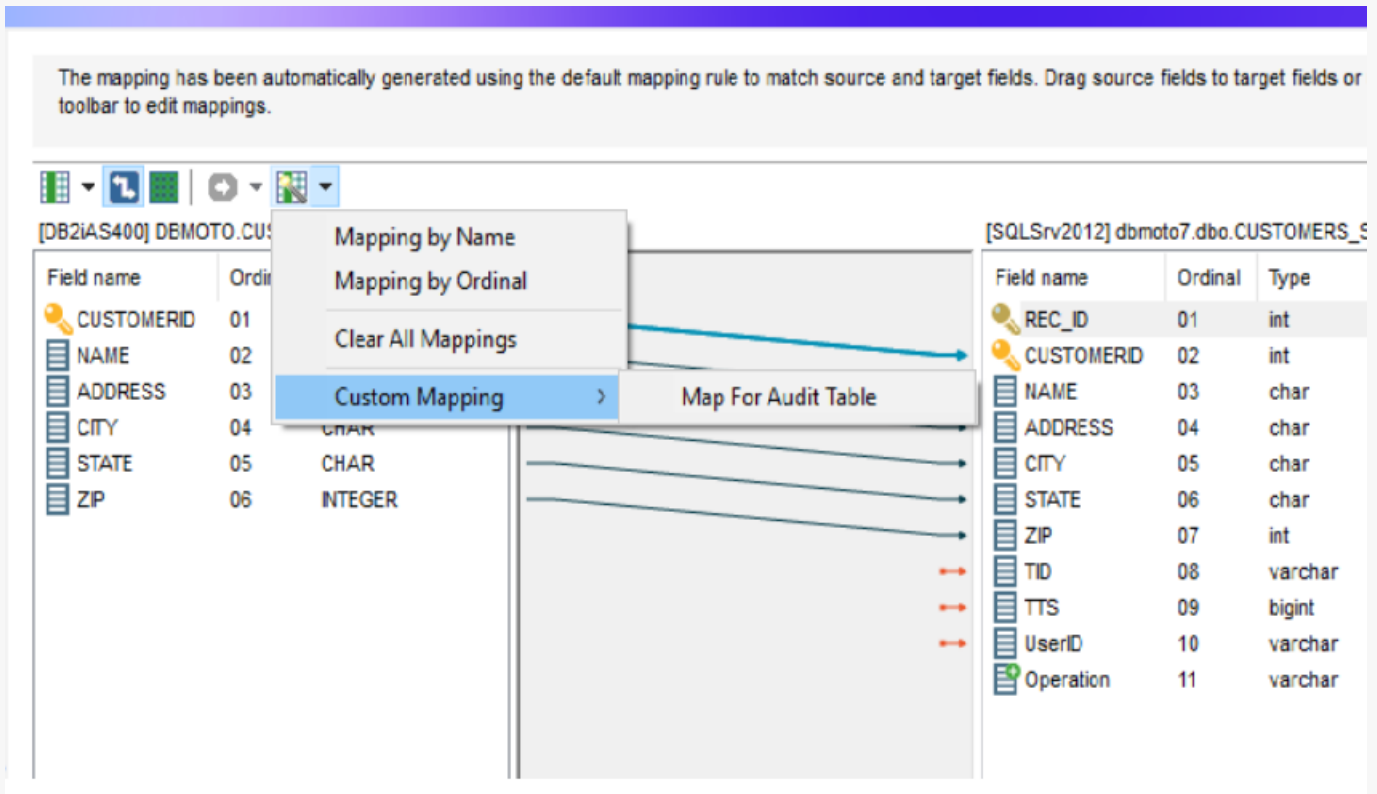 The mapping has been automatically generated using the default mapping rule to match source and target fields. Drag source fields to target fields or
toolbar to edit mappings.
[DB2iAS400] DBMOTO.CUS
Mapping by Name
Mapping by Ordinal
Clear All Mappings
Custom Mapping > Map For Audit Table
Field name Ordin
CUSTOMERID 01
NAME 02
ADDRESS 03
CITY 04 CHAR
STATE 05 CHAR
ZIP 06 INTEGER
[SQLSrv2012] dbmoto7.dbo.CUSTOMERS_S
Field name Ordinal Type
REC_ID 01 int
CUSTOMERID 02 int
NAME 03 char
ADDRESS 04 char
CITY 05 char
STATE 06 char
ZIP 07 int
TID 08 varchar
TTS 09 bigint
UserID 10 varchar
Operation 11 varchar